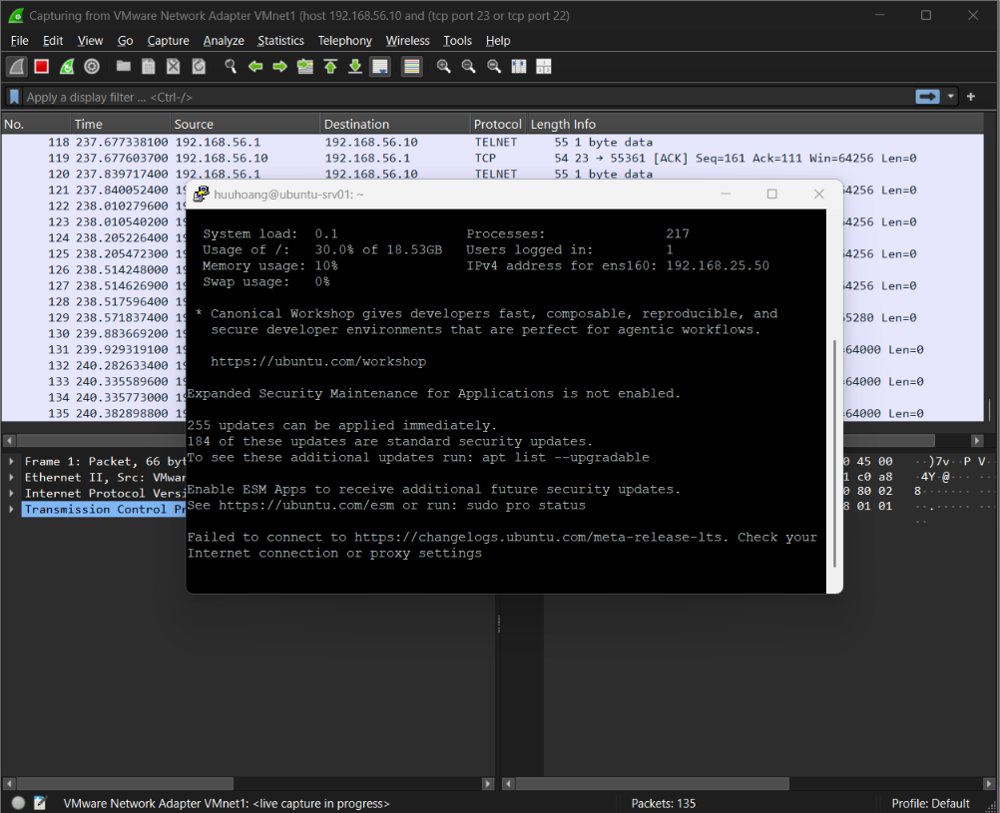 Capturing from VMware Network Adapter VMnet1 (host 192.168.56.10 and (tcp port 23 or tcp port 22)
File Edit View Go Capture Analyze Statistics Telephony Wireless Tools Help
Apply a display filter ... <Ctrl-/>
No. Time Source Destination Protocol Length Info
118 237.677338100 192.168.56.1 192.168.56.10 TELNET 55 1 byte data
119 237.677603700 192.168.56.10 192.168.56.1 TCP 54 23 → 55361 [ACK] Seq=161 Ack=111 Win=64256 Len=0
120 237.839717400 192.168.56.1 192.168.56.10 TELNET 55 1 byte data
121 237.840052400 19 4256 Len=0
122 238.010279600 19
123 238.010540200 19 4256 Len=0
124 238.205226400 19
125 238.205472300 19 4256 Len=0
126 238.514248000 19
127 238.514626900 19 4256 Len=0
128 238.517596400 19
129 238.571837400 19 5280 Len=0
130 239.883669200 19
131 239.929319100 19 =64000 Len=0
132 240.282633400 19
133 240.335589600 19 =64000 Len=0
134 240.335773000 19
135 240.382898800 19 =64000 Len=0
huuhoang@ubuntu-srv01: ~
System load: 0.1 Processes: 217
Usage of /: 30.0% of 18.53GB Users logged in: 1
Memory usage: 10% IPv4 address for ens160: 192.168.25.50
Swap usage: 0%
* Canonical Workshop gives developers fast, composable, reproducible, and
secure developer environments that are perfect for agentic workflows.
https://ubuntu.com/workshop
Expanded Security Maintenance for Applications is not enabled.
255 updates can be applied immediately.
184 of these updates are standard security updates.
To see these additional updates run: apt list --upgradable
Enable ESM Apps to receive additional future security updates.
See https://ubuntu.com/esm or run: sudo pro status
Failed to connect to https://changelogs.ubuntu.com/meta-release-lts. Check your
Internet connection or proxy settings
Frame 1: Packet, 66 byt
Ethernet II, Src: VMwar
Internet Protocol Versi
Transmission Control Pr
0 45 00 ··)7v··P V·
1 c0 a8 ·4Y·@···
0 80 02 8·······
8 01 01 ··.·····
VMware Network Adapter VMnet1: <live capture in progress> Packets: 135 Profile: Default